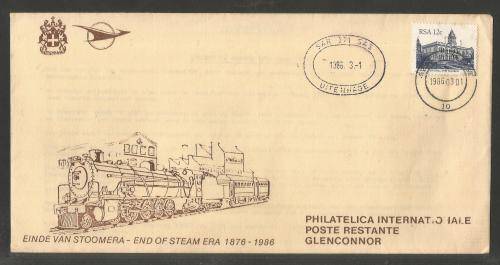 SAR 371 SAS
1986. 3. -1
UITENHAGE
RSA 12c
1986-03-01
10
EINDE VAN STOOMERA - END OF STEAM ERA 1876 - 1986
PHILATELICA INTERNATIONALE
POSTE RESTANTE
GLENCONNOR